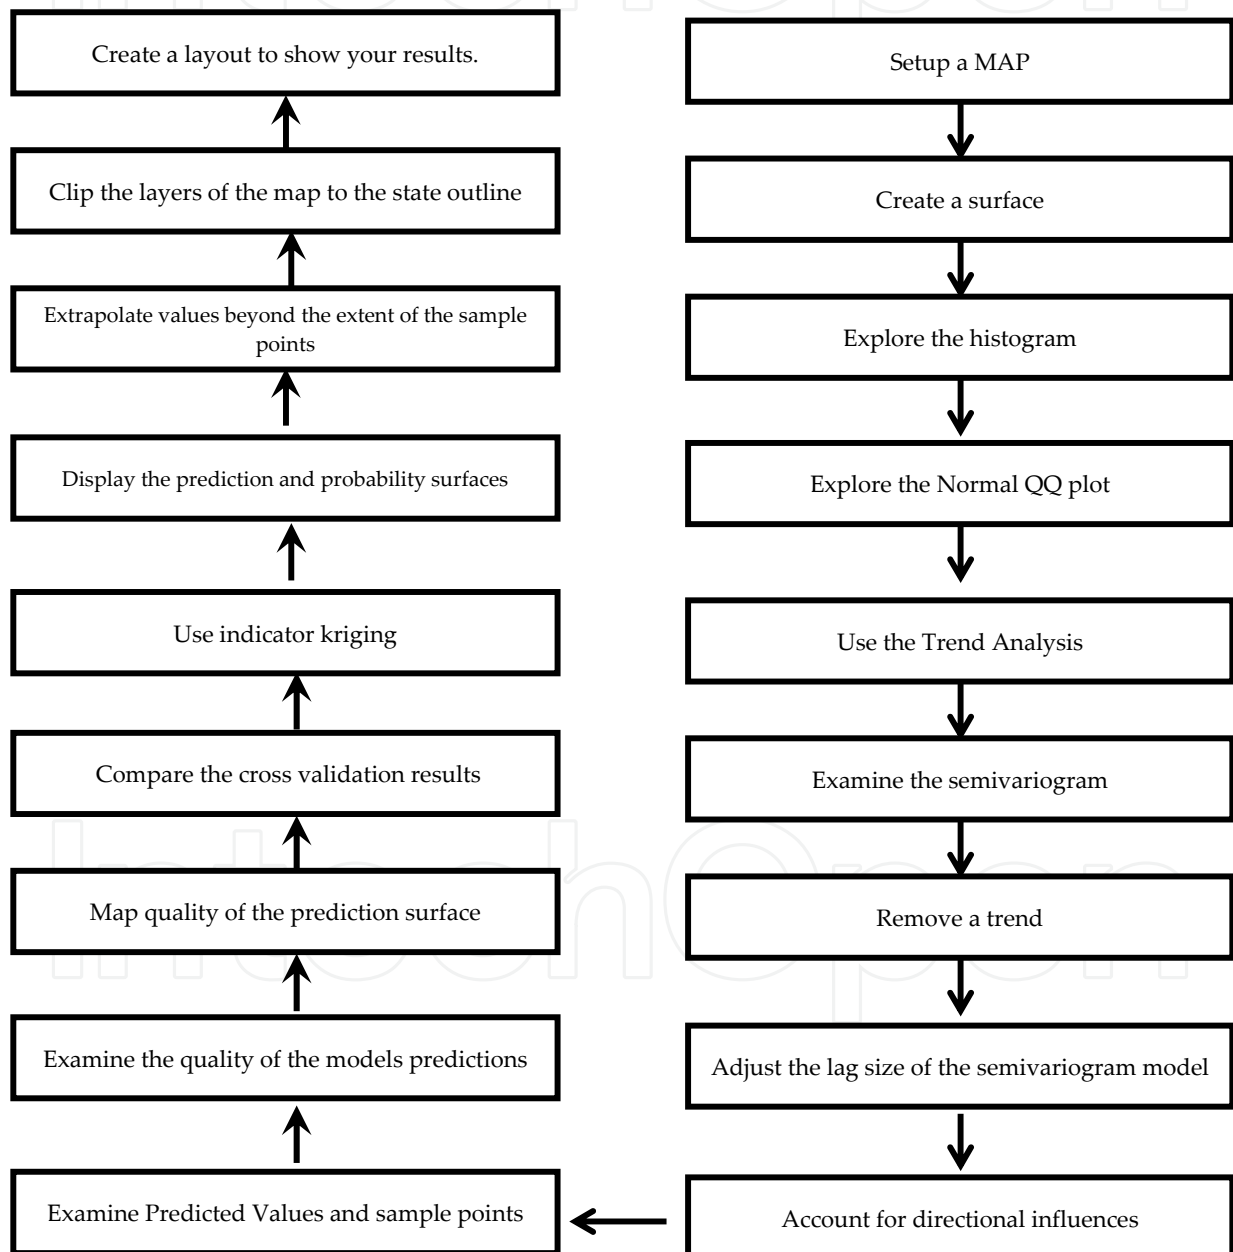 Create a layout to show your results.
Clip the layers of the map to the state outline
Extrapolate values beyond the extent of the sample
points
Display the prediction and probability surfaces
Use indicator kriging
Compare the cross validation results
Map quality of the prediction surface
Examine the quality of the models predictions
Examine Predicted Values and sample points
Setup a MAP
Create a surface
Explore the histogram
Explore the Normal QQ plot
Use the Trend Analysis
Examine the semivariogram
Remove a trend
Adjust the lag size of the semivariogram model
Account for directional influences
IntechOpen
IntechOpen